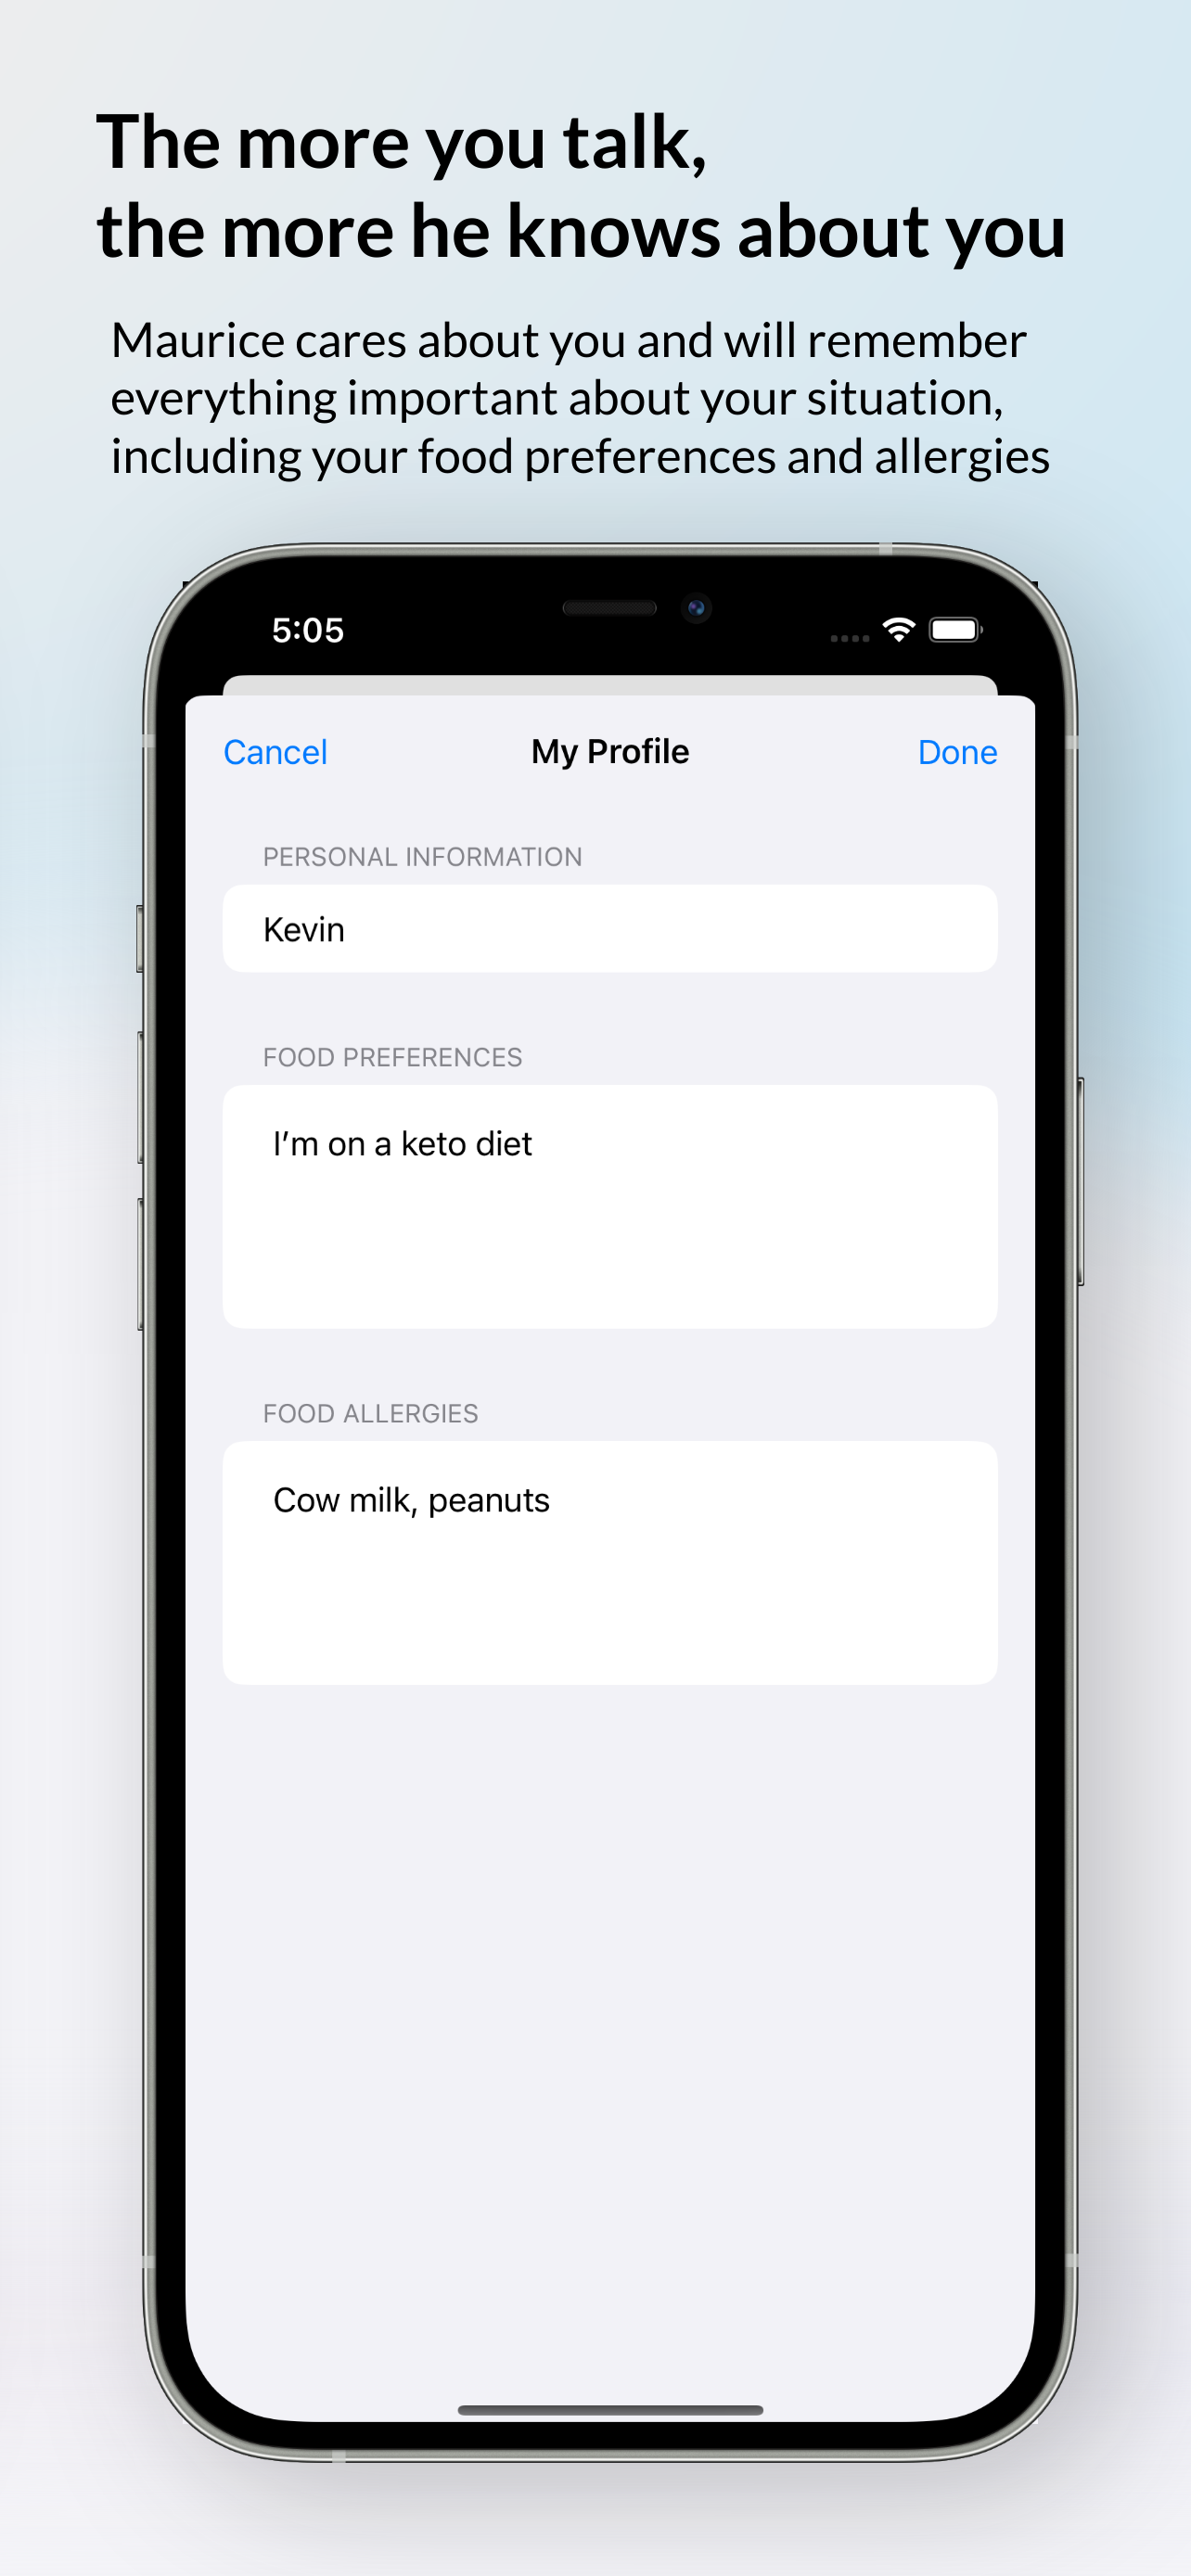 The more you talk,
the more he knows about you
Maurice cares about you and will remember
everything important about your situation,
including your food preferences and allergies
5:05
Cancel My Profile Done
PERSONAL INFORMATION
Kevin
FOOD PREFERENCES
I’m on a keto diet
FOOD ALLERGIES
Cow milk, peanuts